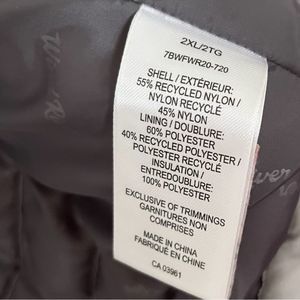 2XL/2TG
7BWFWR20-720
SHELL / EXTÉRIEUR:
55% RECYCLED NYLON /
NYLON RECYCLÉ
45% NYLON
LINING / DOUBLURE:
60% POLYESTER
40% RECYCLED POLYESTER /
POLYESTER RECYCLÉ
INSULATION /
ENTREDOUBLURE:
100% POLYESTER
EXCLUSIVE OF TRIMMINGS
GARNITURES NON
COMPRISES
MADE IN CHINA
FABRIQUÉ EN CHINE
CA 03961